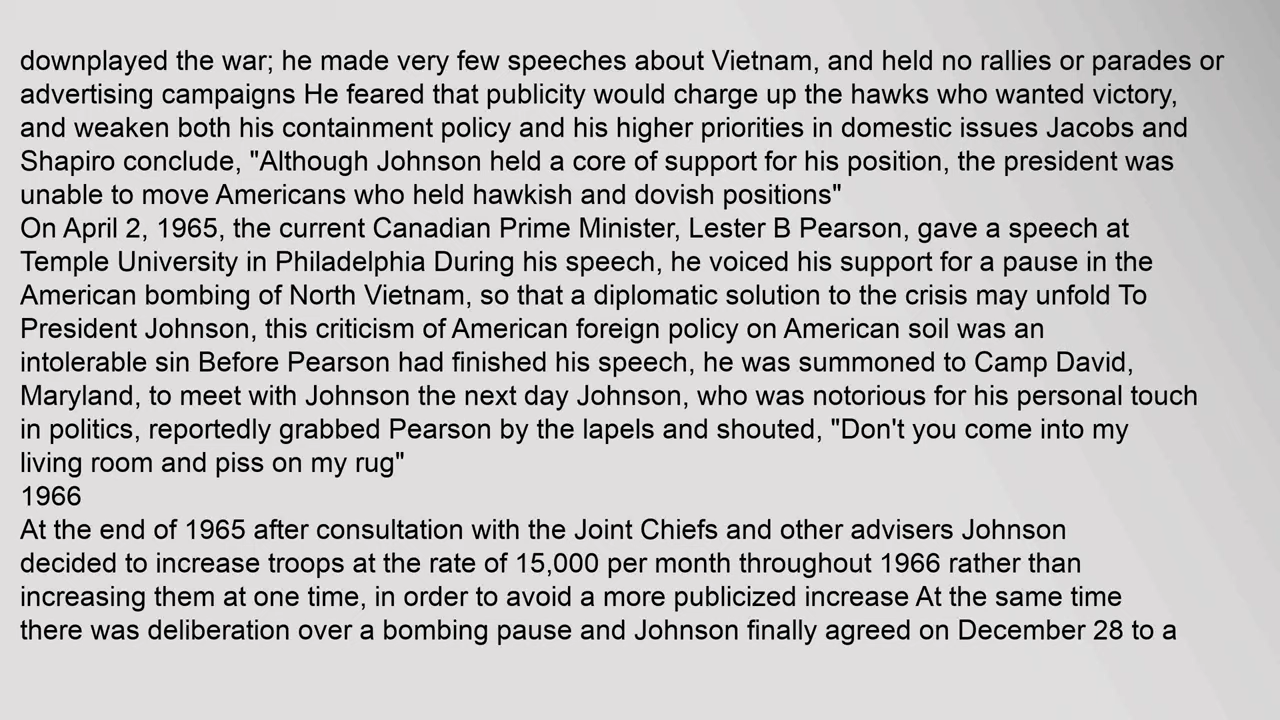 downplayed the war; he made very few speeches about Vietnam, and held no rallies or parades or
advertising campaigns He feared that publicity would charge up the hawks who wanted victory,
and weaken both his containment policy and his higher priorities in domestic issues Jacobs and
Shapiro conclude, "Although Johnson held a core of support for his position, the president was
unable to move Americans who held hawkish and dovish positions"
On April 2, 1965, the current Canadian Prime Minister, Lester B Pearson, gave a speech at
Temple University in Philadelphia During his speech, he voiced his support for a pause in the
American bombing of North Vietnam, so that a diplomatic solution to the crisis may unfold To
President Johnson, this criticism of American foreign policy on American soil was an
intolerable sin Before Pearson had finished his speech, he was summoned to Camp David,
Maryland, to meet with Johnson the next day Johnson, who was notorious for his personal touch
in politics, reportedly grabbed Pearson by the lapels and shouted, "Don't you come into my
living room and piss on my rug"
1966
At the end of 1965 after consultation with the Joint Chiefs and other advisers Johnson
decided to increase troops at the rate of 15,000 per month throughout 1966 rather than
increasing them at one time, in order to avoid a more publicized increase At the same time
there was deliberation over a bombing pause and Johnson finally agreed on December 28 to a